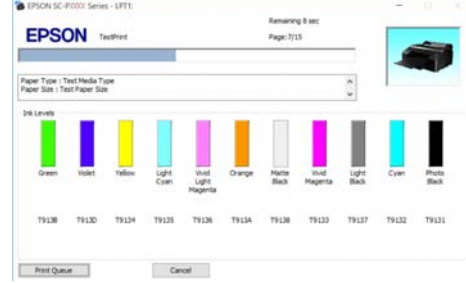 EPSON SC-PXXXX Series - LPT1:
Remaining 8 sec
EPSON TestPrint Page:7/15
Paper Type : Test Media Type
Paper Size : Test Paper Size
Ink Levels
Green Violet Yellow Light Cyan Vivid Light Magenta Orange Matte Black Vivid Magenta Light Black Cyan Photo Black
T913B T913D T9134 T9135 T9136 T913A T9138 T9133 T9137 T9132 T9131
Print Queue Cancel